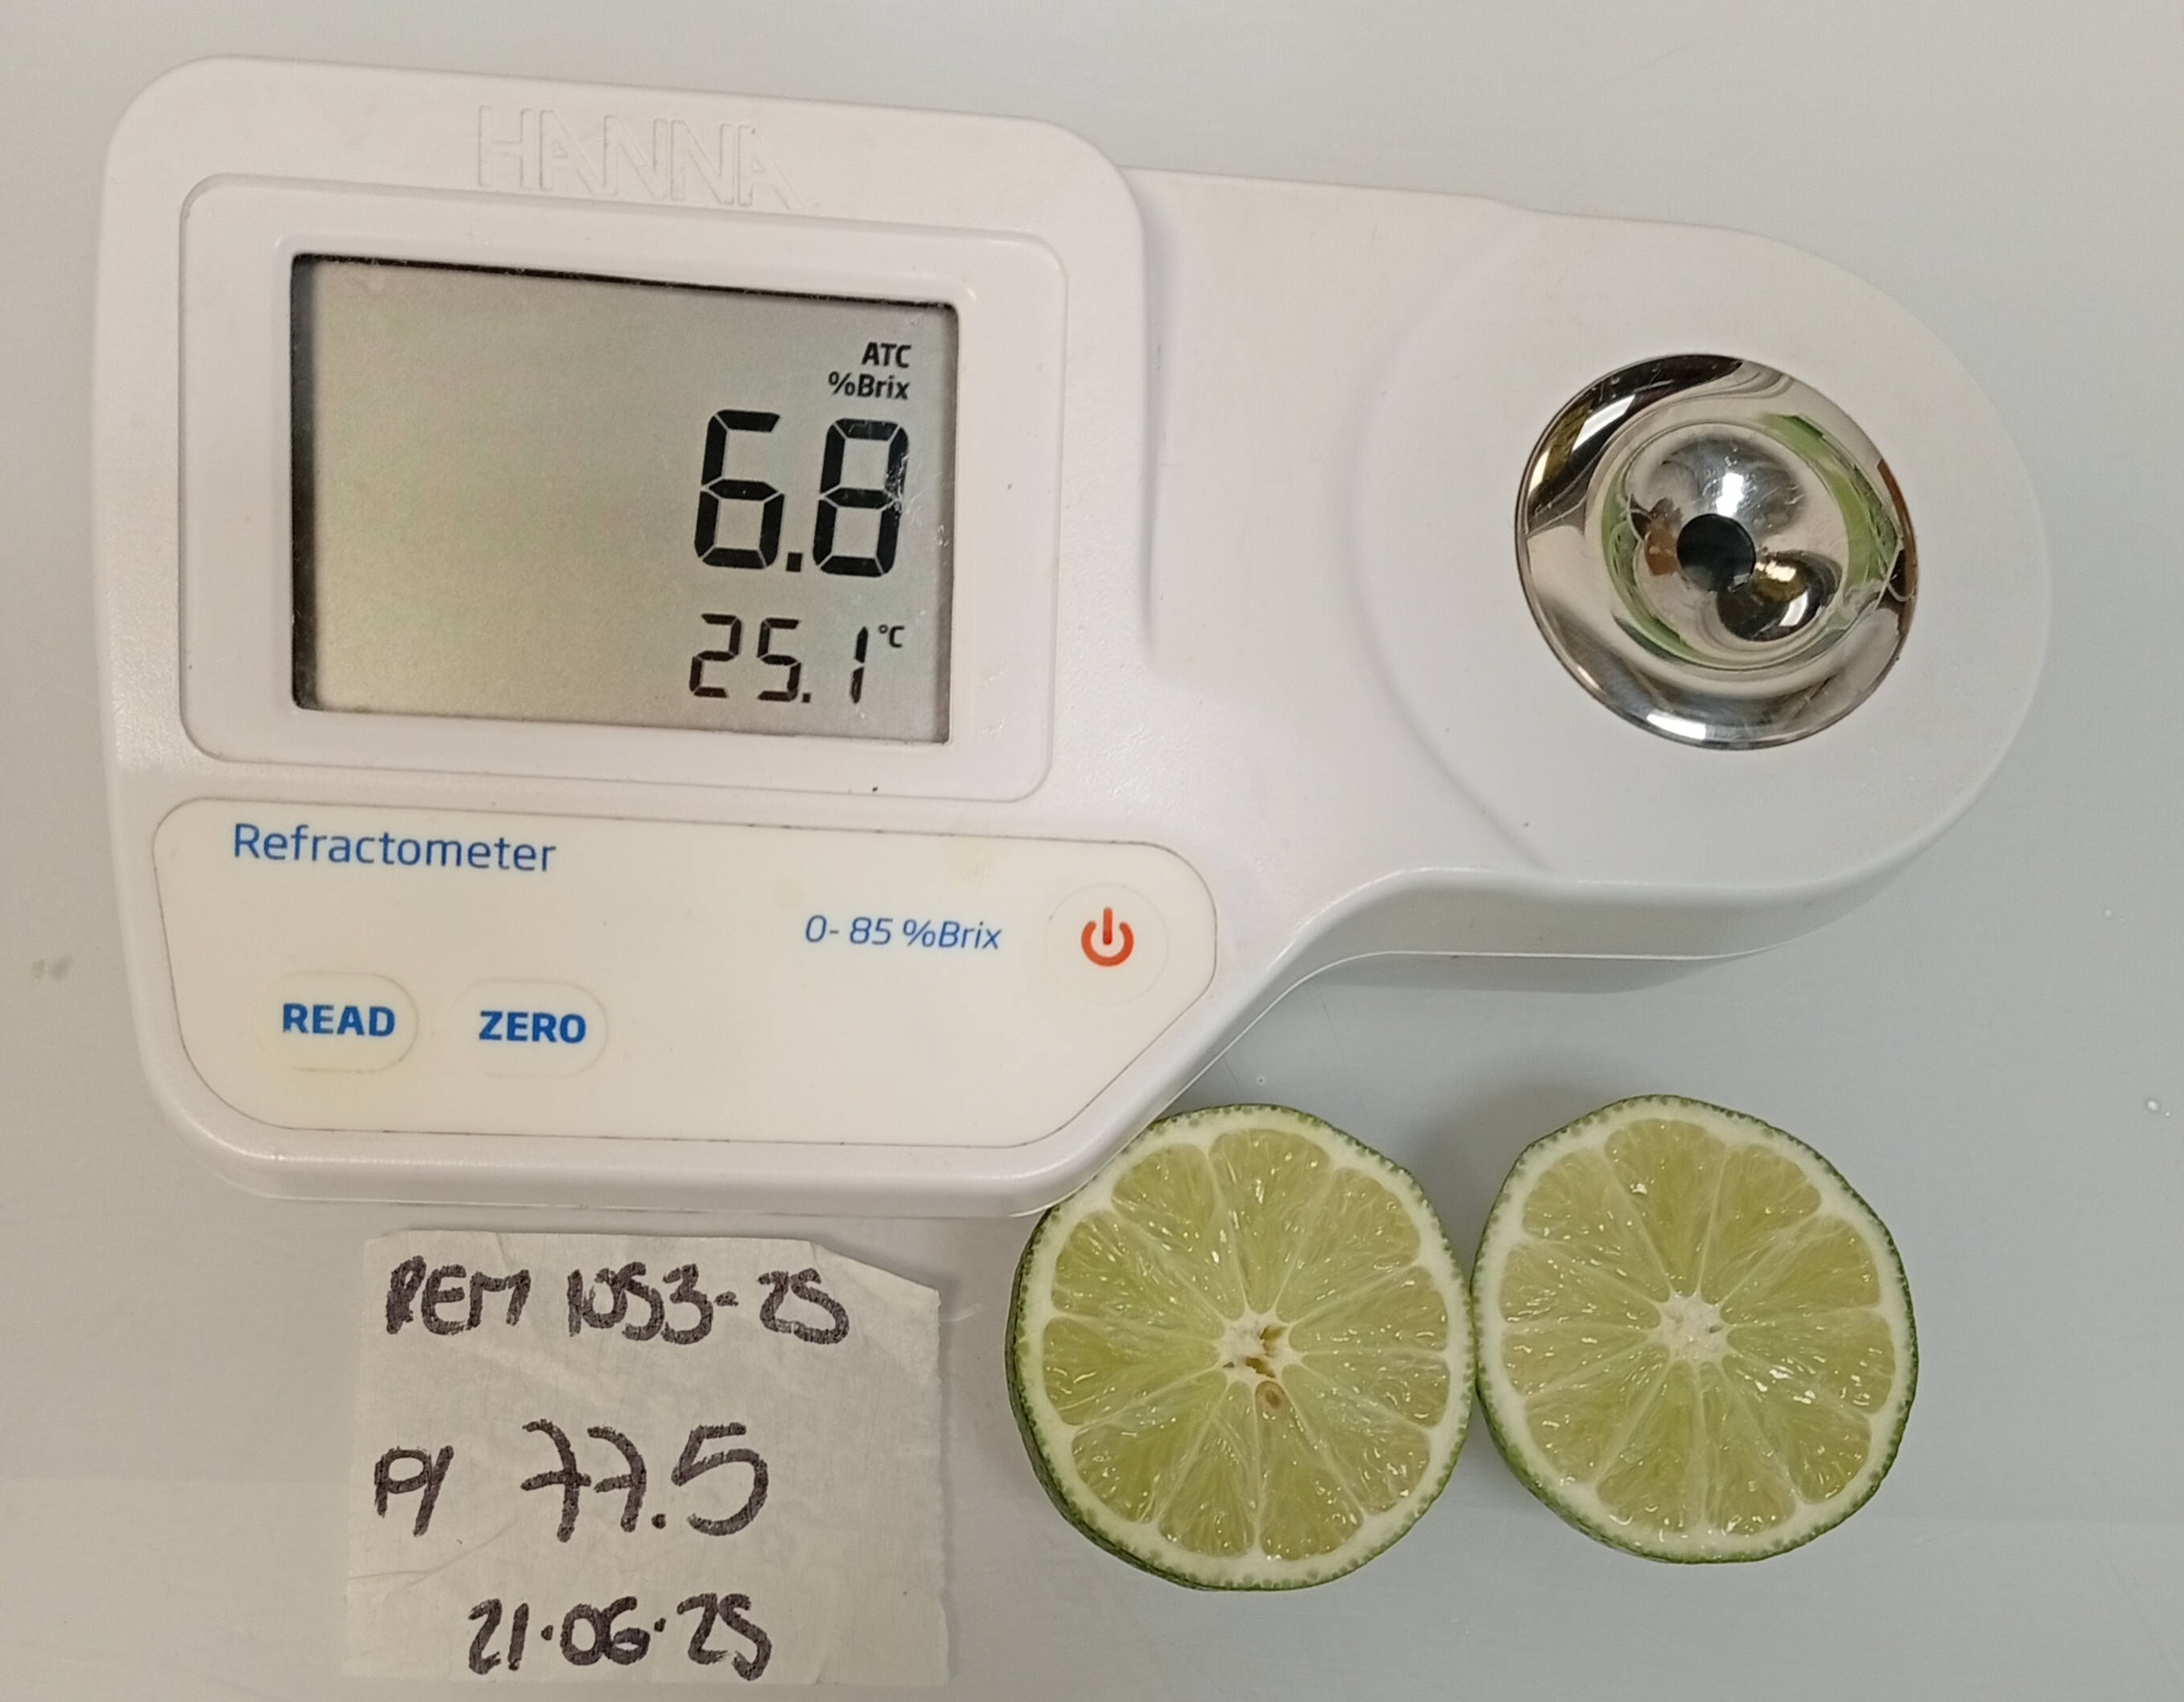 HANNA
ATC
%Brix
6.8
25.1°C
Refractometer
0-85 %Brix
READ ZERO
REM 1053-25
P/ 77.5
21.06.25